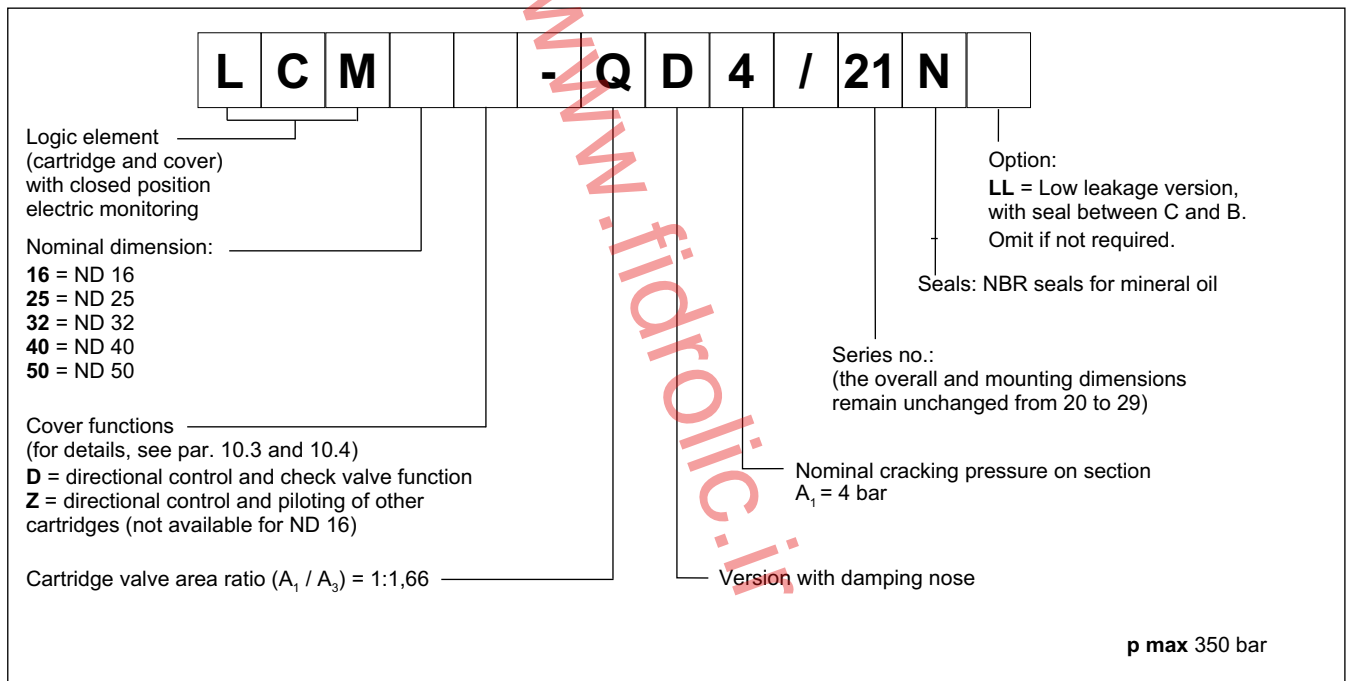 L C M - Q D 4 / 21 N
Logic element
(cartridge and cover)
with closed position
electric monitoring
Nominal dimension:
16 = ND 16
25 = ND 25
32 = ND 32
40 = ND 40
50 = ND 50
Cover functions
(for details, see par. 10.3 and 10.4)
D = directional control and check valve function
Z = directional control and piloting of other
cartridges (not available for ND 16)
Cartridge valve area ratio (A₁ / A₃) = 1:1,66
Option:
LL = Low leakage version,
with seal between C and B.
Omit if not required.
Seals: NBR seals for mineral oil
Series no.:
(the overall and mounting dimensions
remain unchanged from 20 to 29)
Nominal cracking pressure on section
A₁ = 4 bar
Version with damping nose
p max 350 bar
www.fidrolic.ir